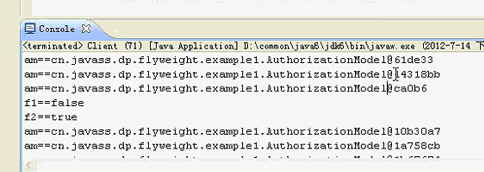 Console
<terminated> Client (71) [Java Application] D:\common\java6\jdk6\bin\javaw.exe (2012-7-14 下
am==cn.javass.dp.flyweight.example1.AuthorizationModel@61de33
am==cn.javass.dp.flyweight.example1.AuthorizationModel@14318bb
am==cn.javass.dp.flyweight.example1.AuthorizationModel@ca0b6
f1==false
f2==true
am==cn.javass.dp.flyweight.example1.AuthorizationModel@10b30a7
am==cn.javass.dp.flyweight.example1.AuthorizationModel@1a758cb